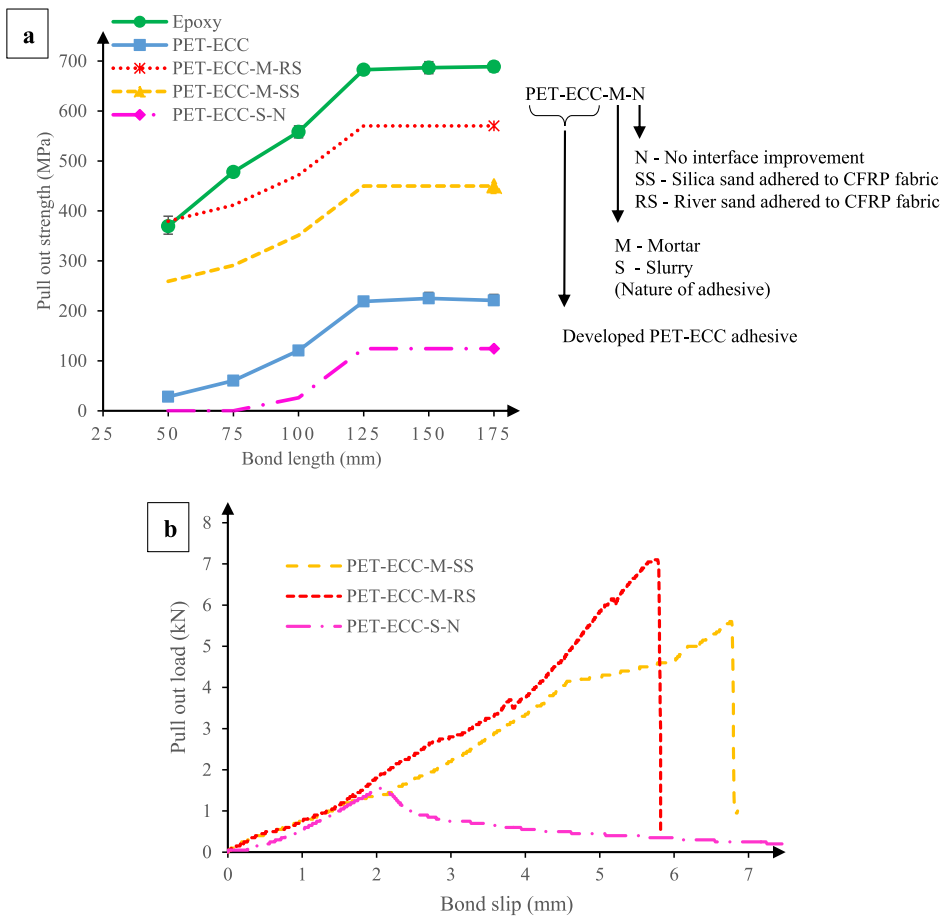 a
Epoxy
PET-ECC
PET-ECC-M-RS
PET-ECC-M-SS
PET-ECC-S-N
700
600
500
400
300
200
100
0
Pull out strength (MPa)
25 50 75 100 125 150 175
Bond length (mm)
PET-ECC-M-N
N - No interface improvement
SS - Silica sand adhered to CFRP fabric
RS - River sand adhered to CFRP fabric
M - Mortar
S - Slurry
(Nature of adhesive)
Developed PET-ECC adhesive
b
8
7
6
5
4
3
2
1
0
Pull out load (kN)
PET-ECC-M-SS
PET-ECC-M-RS
PET-ECC-S-N
0 1 2 3 4 5 6 7
Bond slip (mm)